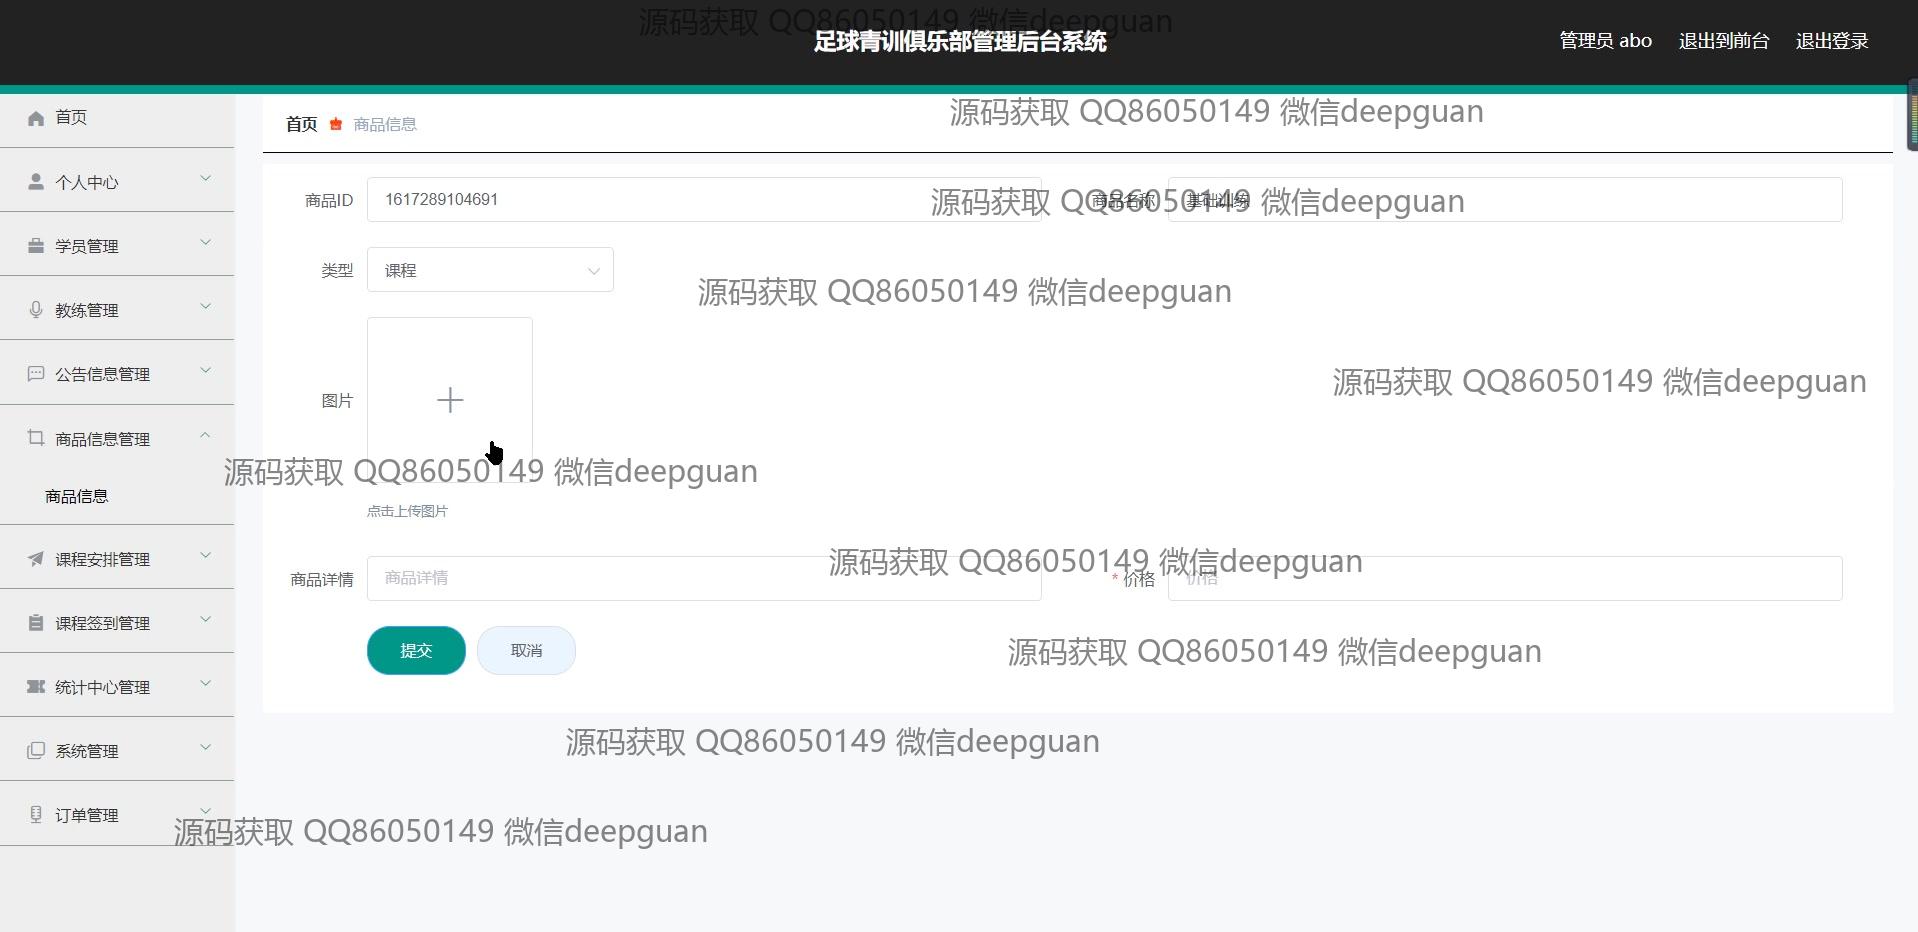 源码获取 QQ86050149 微信deepguan
足球青训俱乐部管理后台系统
管理员 abo 退出到前台 退出登录
首页
个人中心
学员管理
教练管理
公告信息管理
商品信息管理
商品信息
课程安排管理
课程签到管理
统计中心管理
系统管理
订单管理
首页 商品信息
源码获取 QQ86050149 微信deepguan
商品ID 1617289104691 商品名称 基础训练
源码获取 QQ86050149 微信deepguan
类型 课程
源码获取 QQ86050149 微信deepguan
源码获取 QQ86050149 微信deepguan
图片
源码获取 QQ86050149 微信deepguan
点击上传图片
源码获取 QQ86050149 微信deepguan
商品详情 商品详情 * 价格 价格
提交 取消
源码获取 QQ86050149 微信deepguan
源码获取 QQ86050149 微信deepguan
源码获取 QQ86050149 微信deepguan